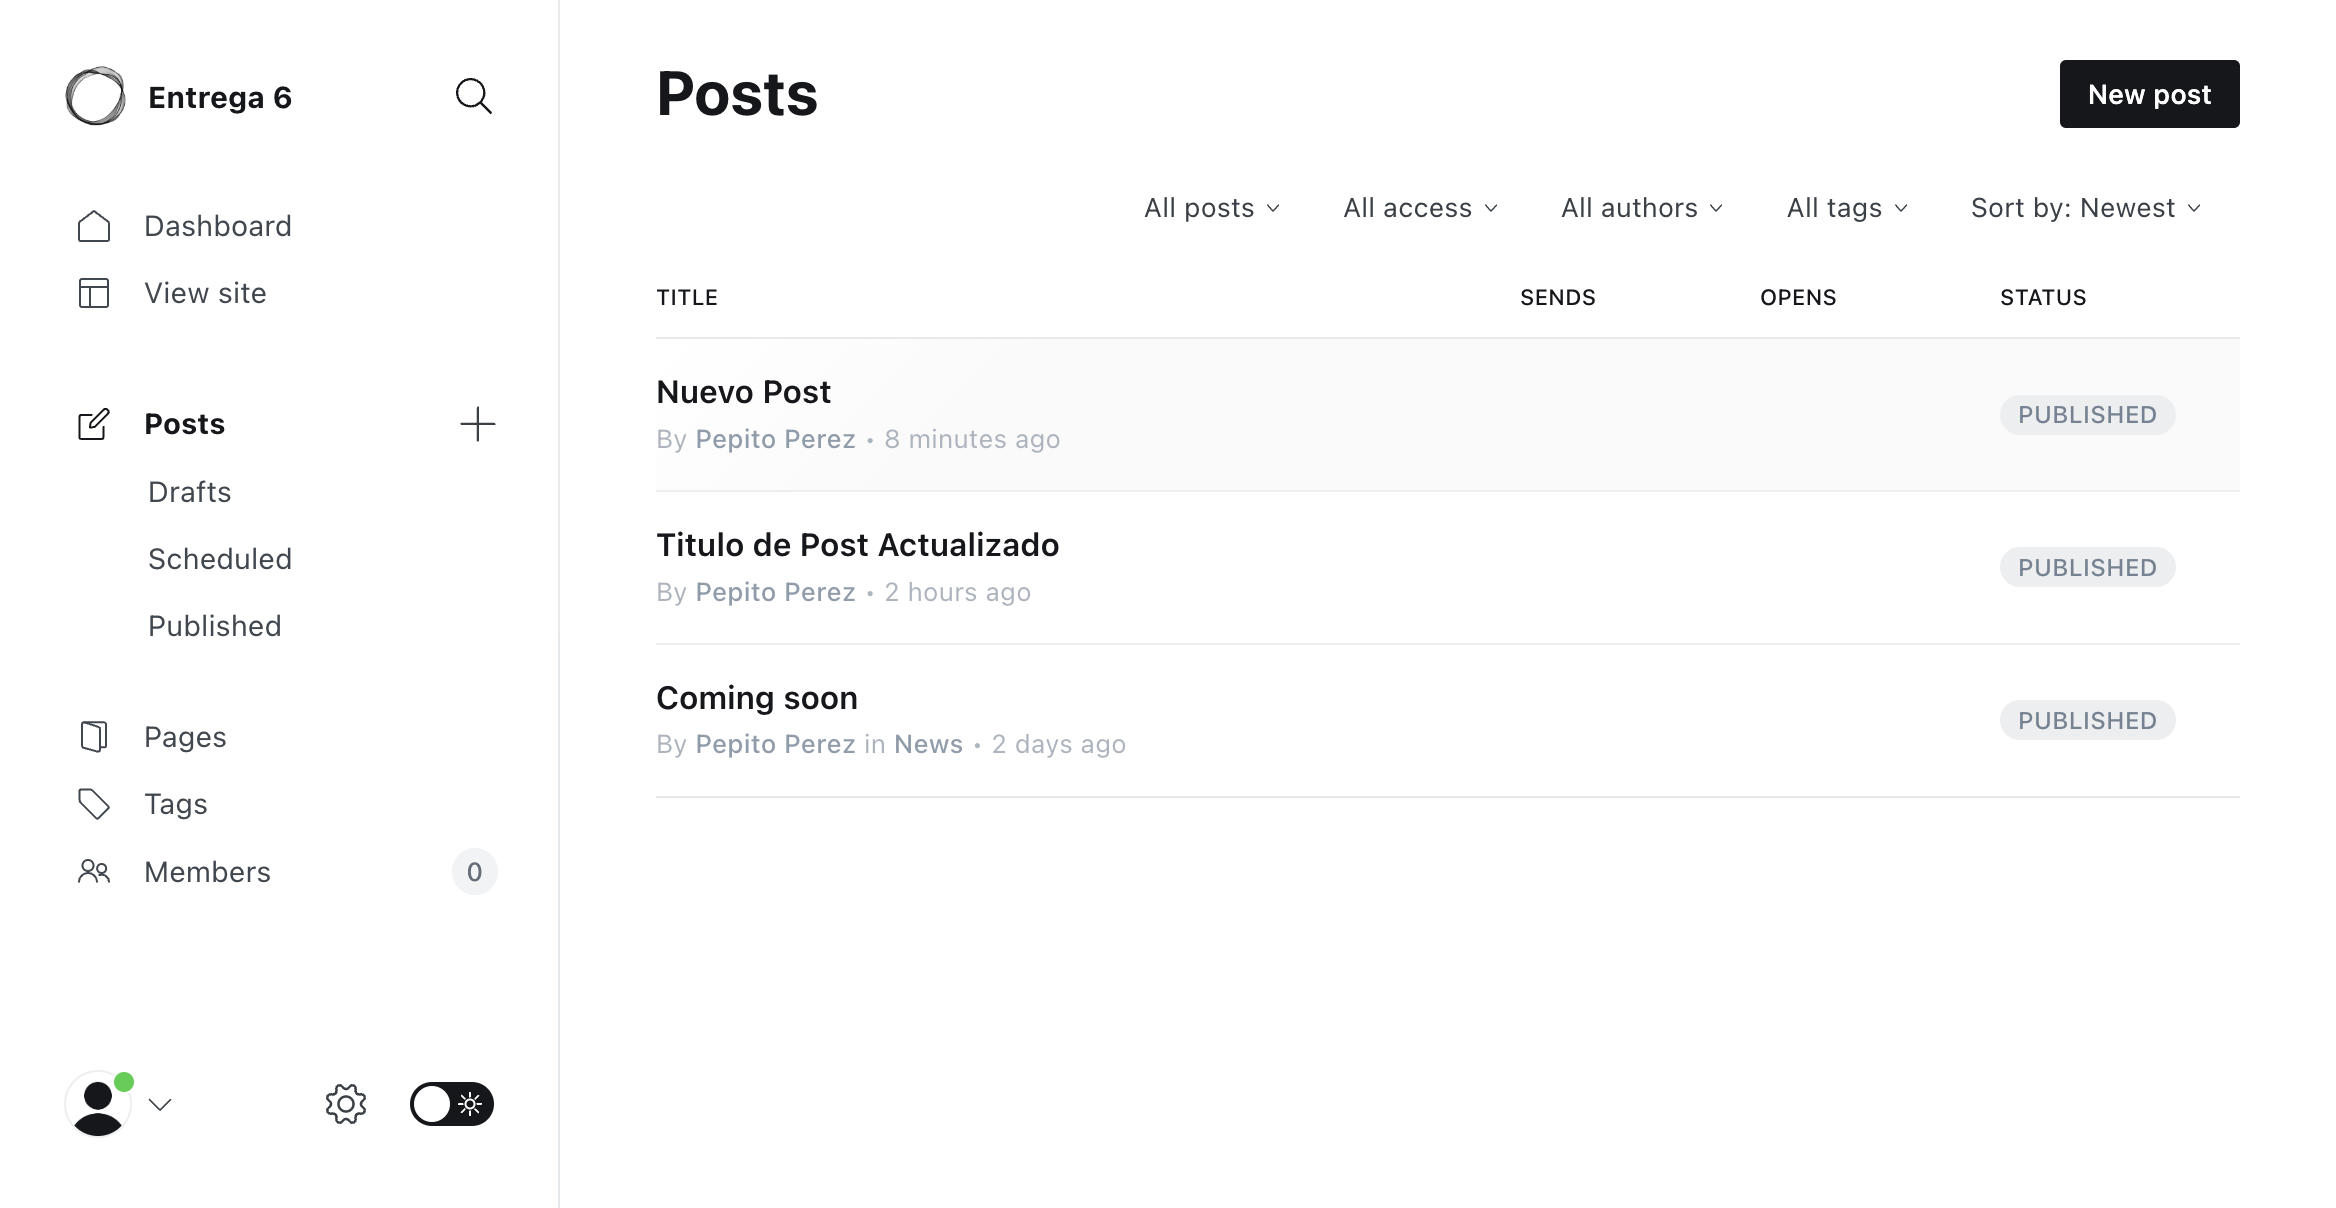 Entrega 6
Dashboard
View site
Posts
Drafts
Scheduled
Published
Pages
Tags
Members 0
Posts
New post
All posts All access All authors All tags Sort by: Newest
TITLE SENDS OPENS STATUS
Nuevo Post
By Pepito Perez • 8 minutes ago
PUBLISHED
Titulo de Post Actualizado
By Pepito Perez • 2 hours ago
PUBLISHED
Coming soon
By Pepito Perez in News • 2 days ago
PUBLISHED